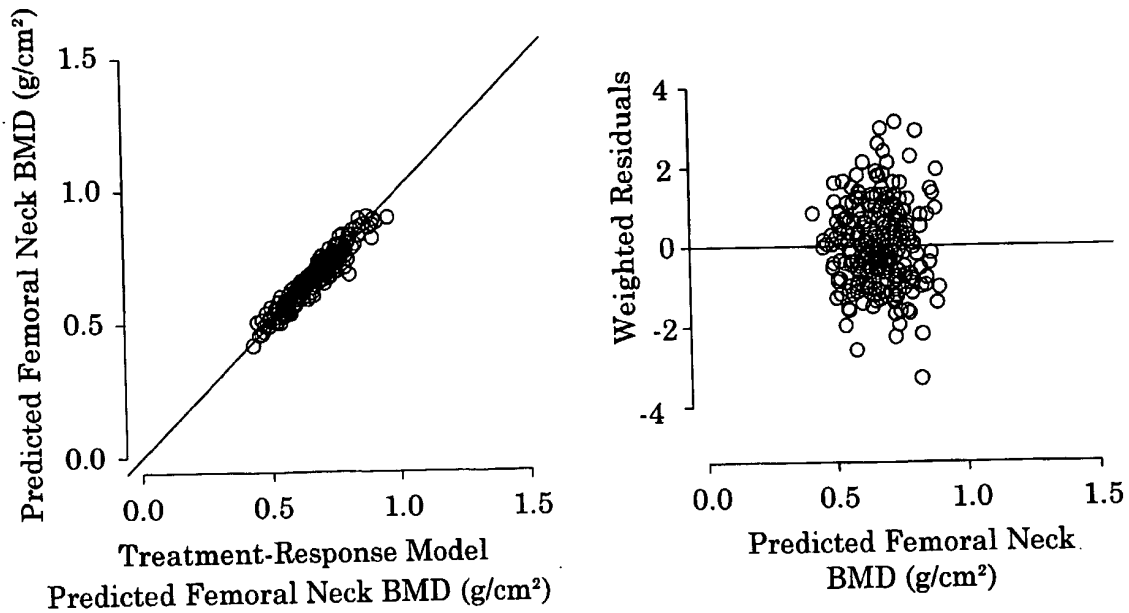 Predicted Femoral Neck BMD (g/cm²)
1.5
1.0
0.5
0.0
0.0 0.5 1.0 1.5
Treatment-Response Model
Predicted Femoral Neck BMD (g/cm²)
Weighted Residuals
4
2
0
-2
-4
0.0 0.5 1.0 1.5
Predicted Femoral Neck
BMD (g/cm²)